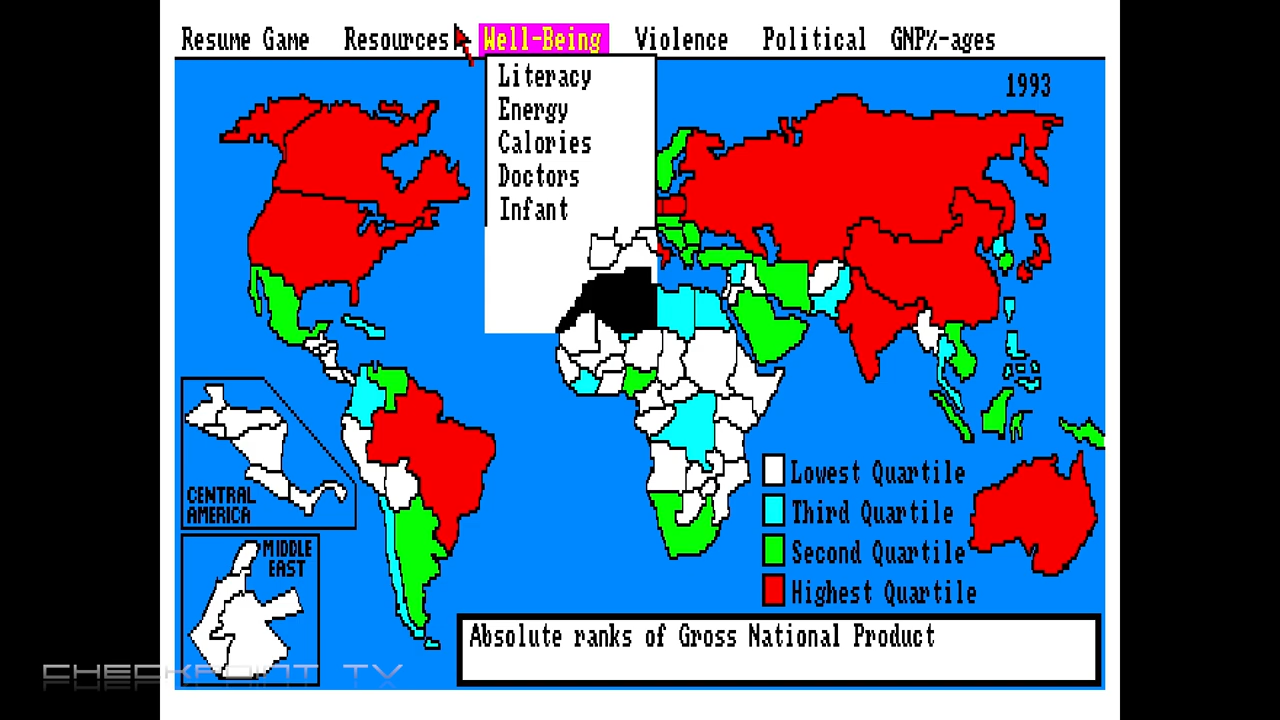 Resume Game Resources Well-Being Violence Political GNP%-ages
Literacy
Energy
Calories
Doctors
Infant
1993
CENTRAL
AMERICA
MIDDLE
EAST
Lowest Quartile
Third Quartile
Second Quartile
Highest Quartile
Absolute ranks of Gross National Product
CHECKPOINT TV